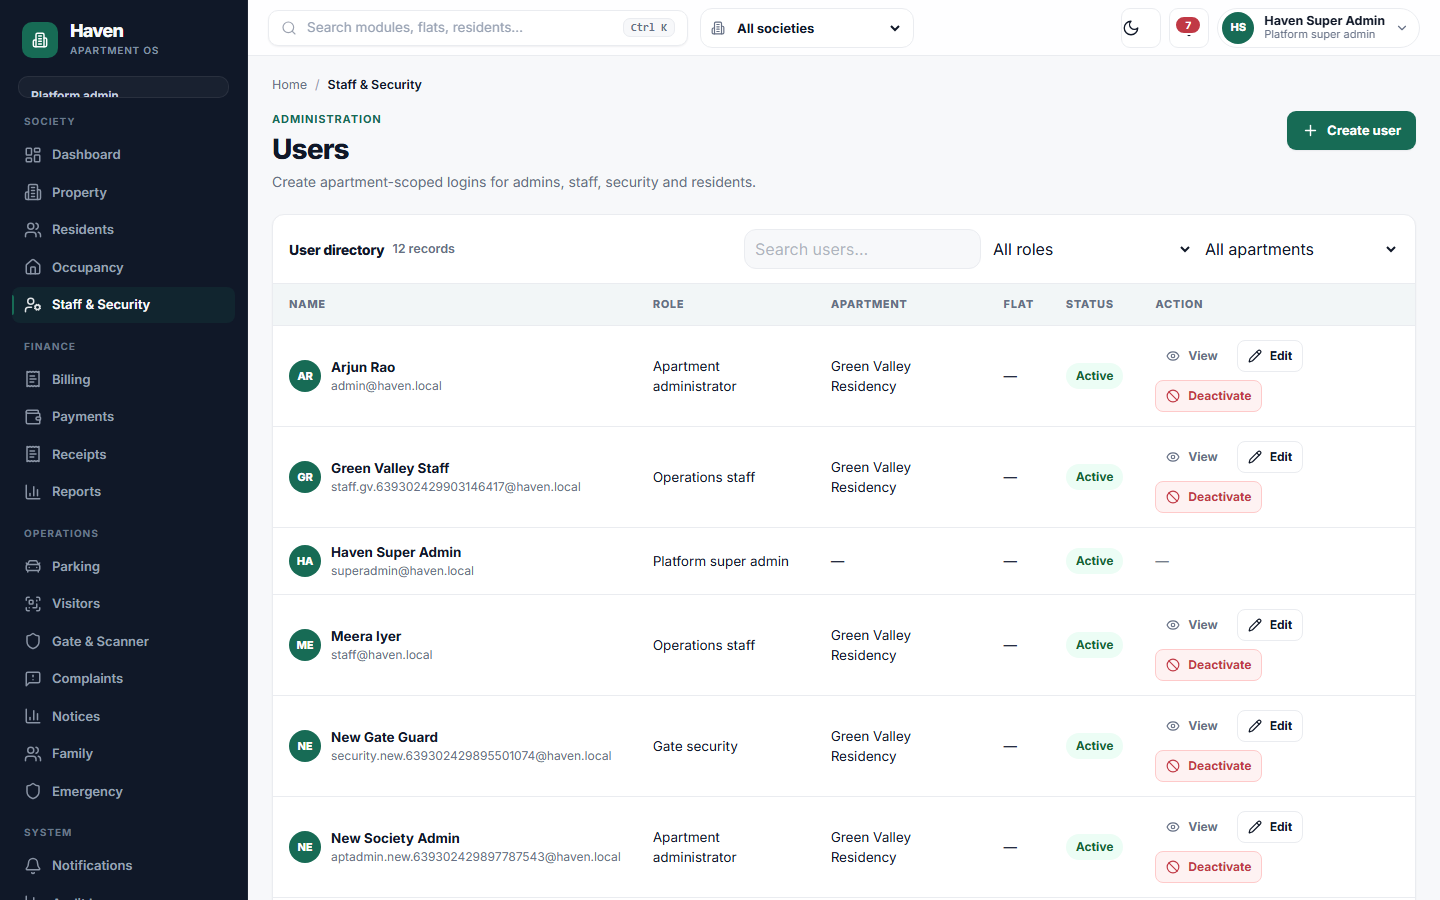 Haven
APARTMENT OS
Platform admin
SOCIETY
Dashboard
Property
Residents
Occupancy
Staff & Security
FINANCE
Billing
Payments
Receipts
Reports
OPERATIONS
Parking
Visitors
Gate & Scanner
Complaints
Notices
Family
Emergency
SYSTEM
Notifications
Search modules, flats, residents...
Ctrl K
All societies
7
HS
Haven Super Admin
Platform super admin
Home / Staff & Security
ADMINISTRATION
Users
Create apartment-scoped logins for admins, staff, security and residents.
+ Create user
User directory 12 records
Search users...
All roles
All apartments
NAME ROLE APARTMENT FLAT STATUS ACTION
AR
Arjun Rao
admin@haven.local
Apartment
administrator
Green Valley
Residency
—
Active
View
Edit
Deactivate
GR
Green Valley Staff
staff.gv.639302429903146417@haven.local
Operations staff
Green Valley
Residency
—
Active
View
Edit
Deactivate
HA
Haven Super Admin
superadmin@haven.local
Platform super admin
—
—
Active
—
ME
Meera Iyer
staff@haven.local
Operations staff
Green Valley
Residency
—
Active
View
Edit
Deactivate
NE
New Gate Guard
security.new.639302429895501074@haven.local
Gate security
Green Valley
Residency
—
Active
View
Edit
Deactivate
NE
New Society Admin
aptadmin.new.639302429897787543@haven.local
Apartment
administrator
Green Valley
Residency
—
Active
View
Edit
Deactivate